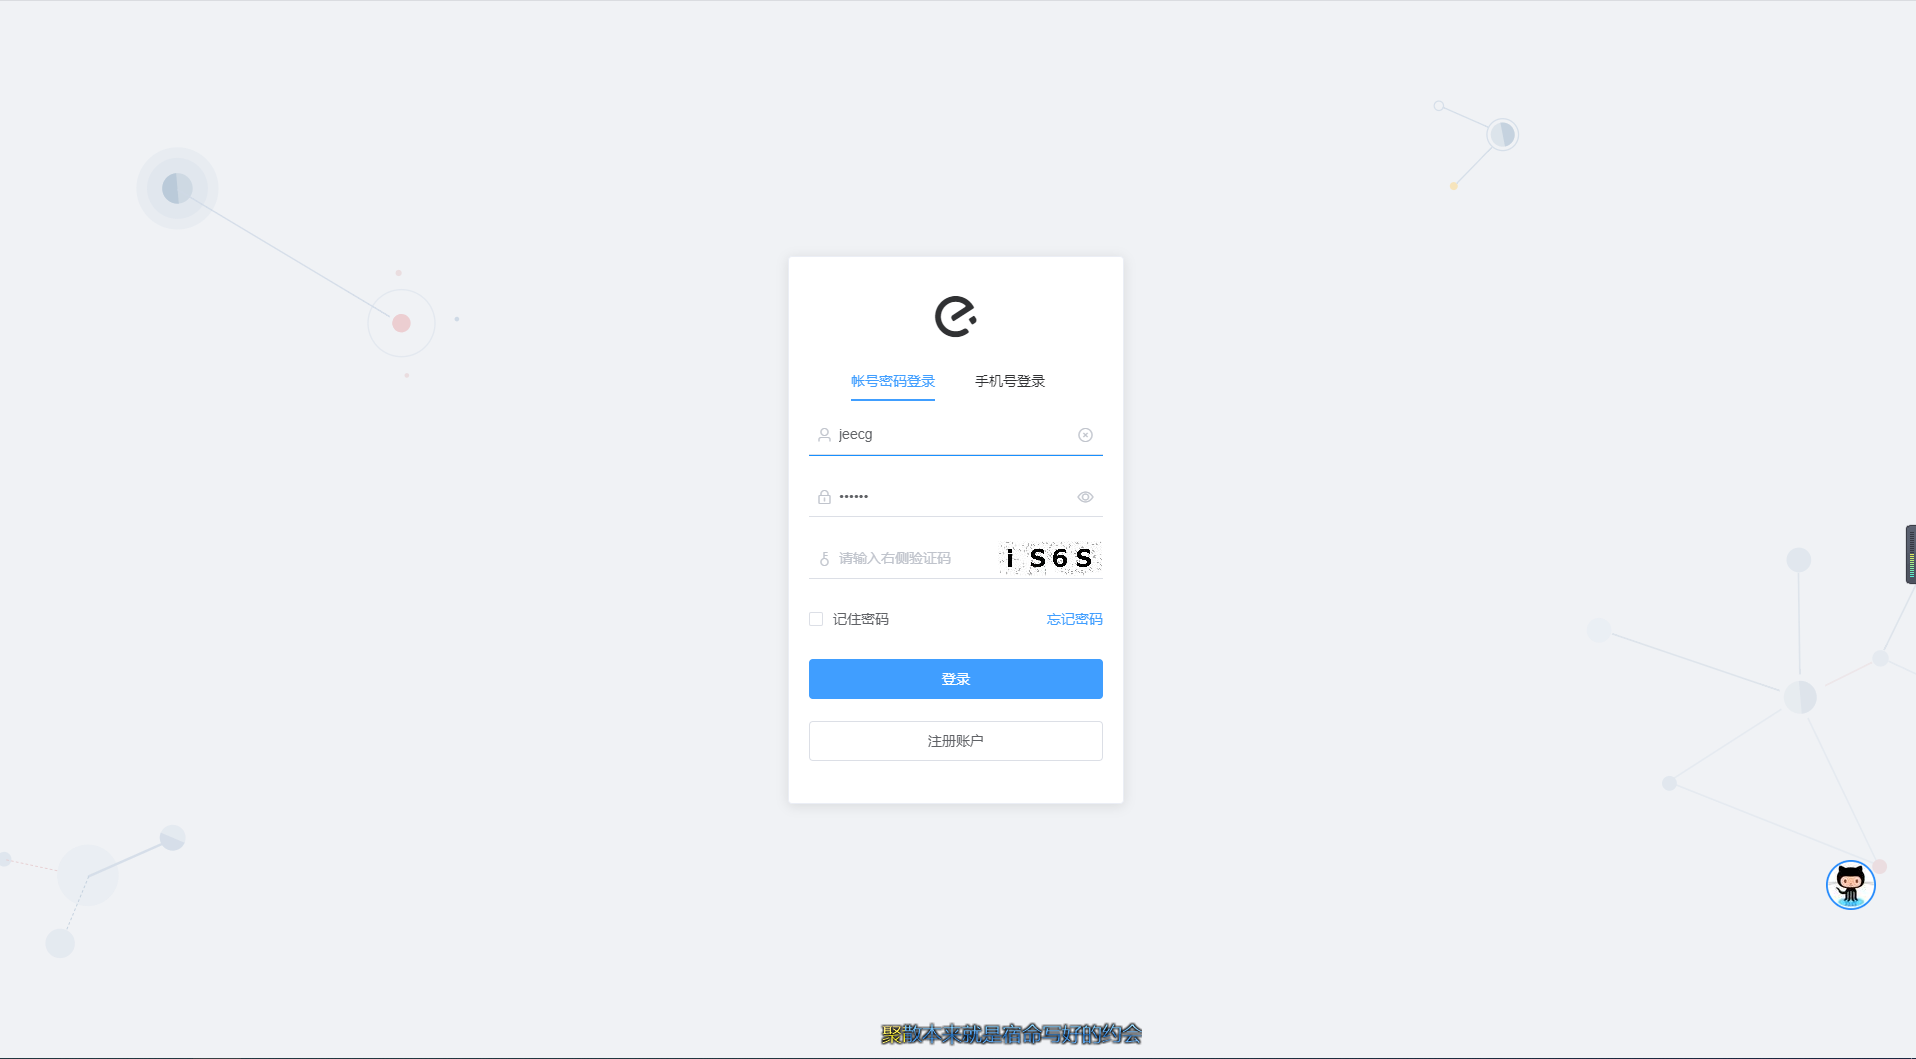 帐号密码登录 手机号登录
jeecg
••••••
请输入右侧验证码 iS6S
记住密码 忘记密码
登录
注册账户
聚散本来就是宿命写好的约会